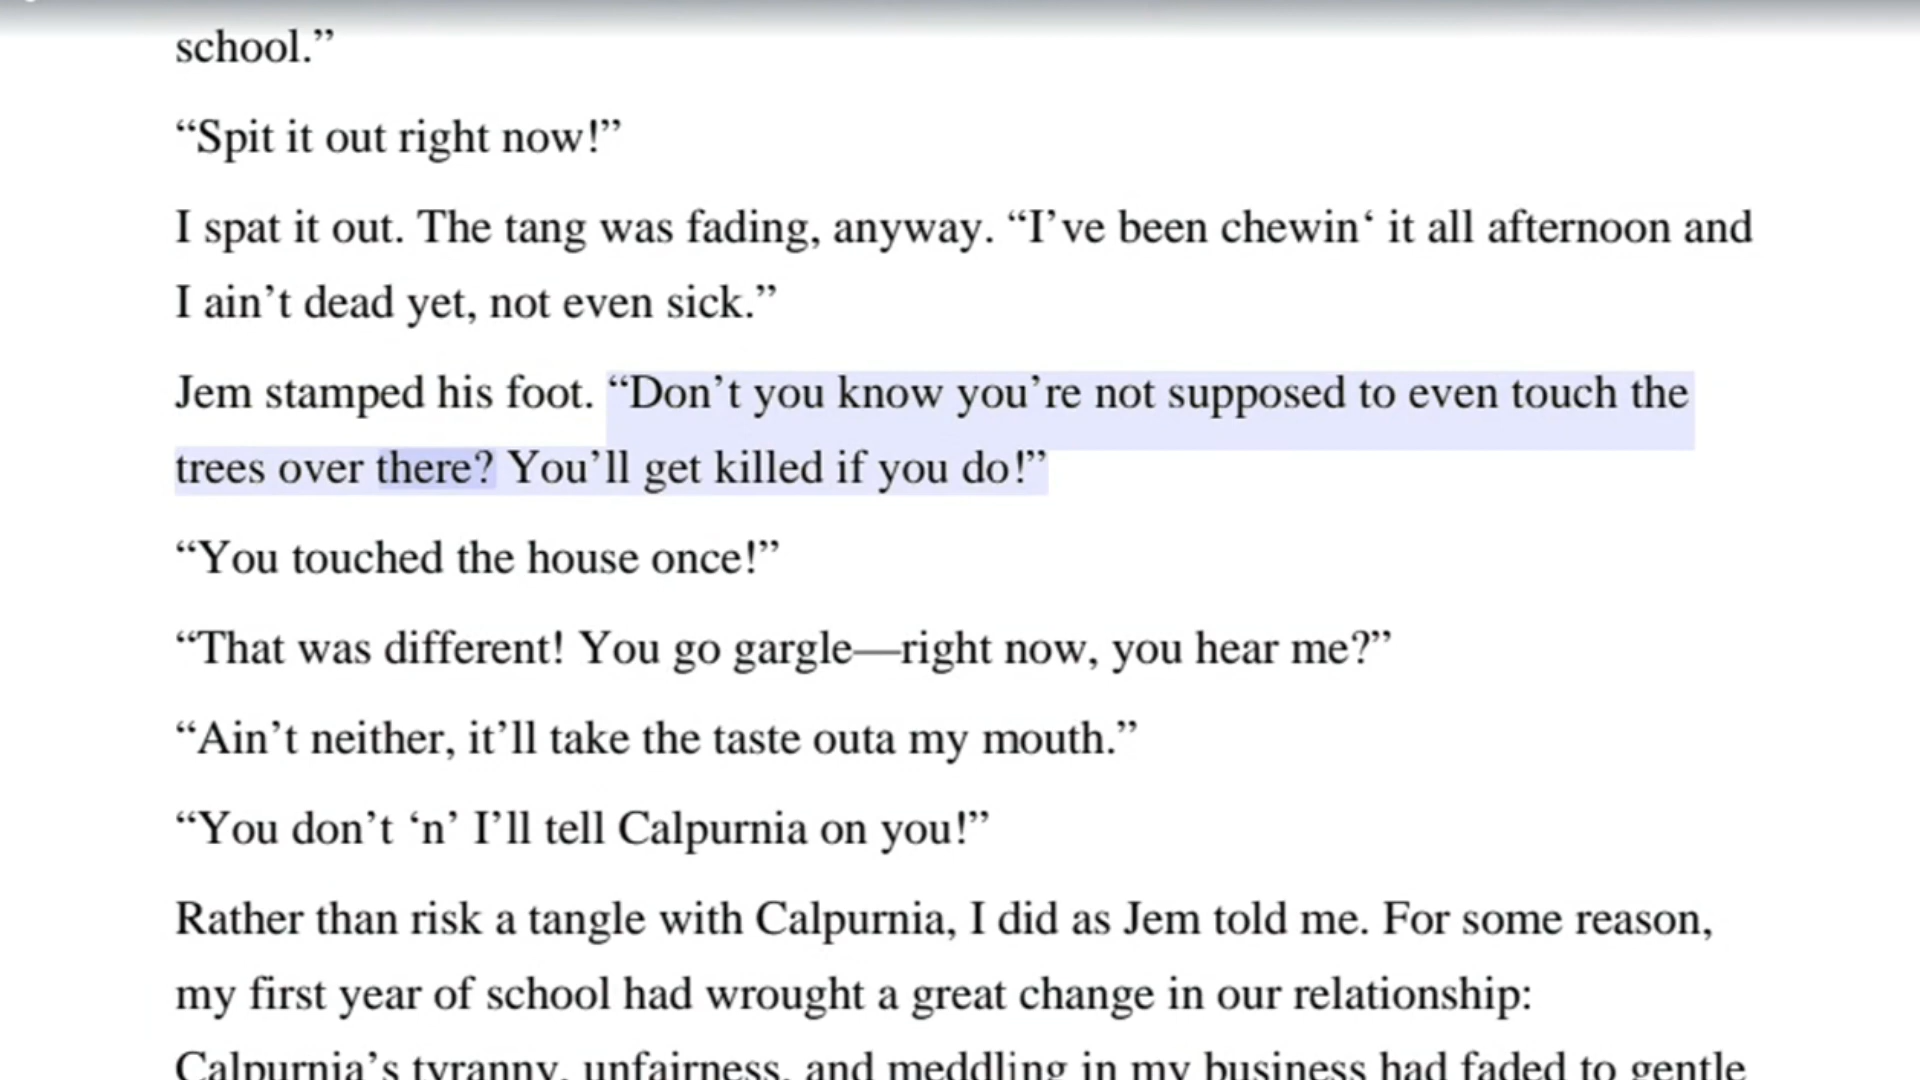 school.”
“Spit it out right now!”
I spat it out. The tang was fading, anyway. “I’ve been chewin‘ it all afternoon and
I ain’t dead yet, not even sick.”
Jem stamped his foot. “Don’t you know you’re not supposed to even touch the
trees over there? You’ll get killed if you do!”
“You touched the house once!”
“That was different! You go gargle—right now, you hear me?”
“Ain’t neither, it’ll take the taste outa my mouth.”
“You don’t ‘n’ I’ll tell Calpurnia on you!”
Rather than risk a tangle with Calpurnia, I did as Jem told me. For some reason,
my first year of school had wrought a great change in our relationship:
Calpurnia’s tyranny, unfairness, and meddling in my business had faded to gentle